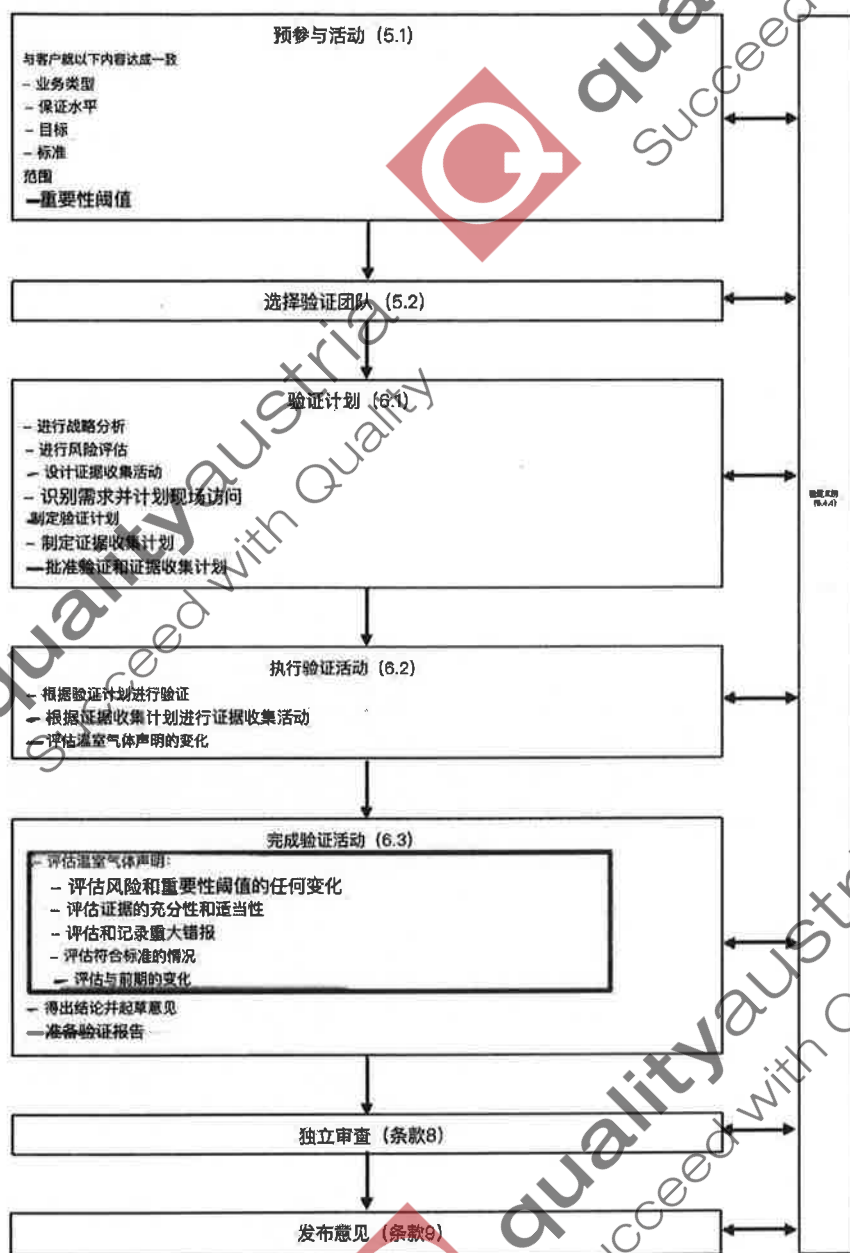 预参与活动（5.1）
与客户就以下内容达成一致
– 业务类型
– 保证水平
– 目标
– 标准
范围
—重要性阈值
选择验证团队（5.2）
验证计划（6.1）
– 进行战略分析
– 进行风险评估
– 设计证据收集活动
– 识别需求并计划现场访问
制定验证计划
– 制定证据收集计划
—批准验证和证据收集计划
(5.4.4)
执行验证活动（6.2）
– 根据验证计划进行验证
– 根据证据收集计划进行证据收集活动
—评估温室气体声明的变化
完成验证活动（6.3）
– 评估温室气体声明：
– 评估风险和重要性阈值的任何变化
– 评估证据的充分性和适当性
– 评估和记录重大错报
– 评估符合标准的情况
– 评估与前期的变化
– 得出结论并起草意见
—准备验证报告
独立审查（条款8）
发布意见（条款9）
qualityaustria
Succeed with Quality
qua
Succeed
qualityaustri
ucceed with Q